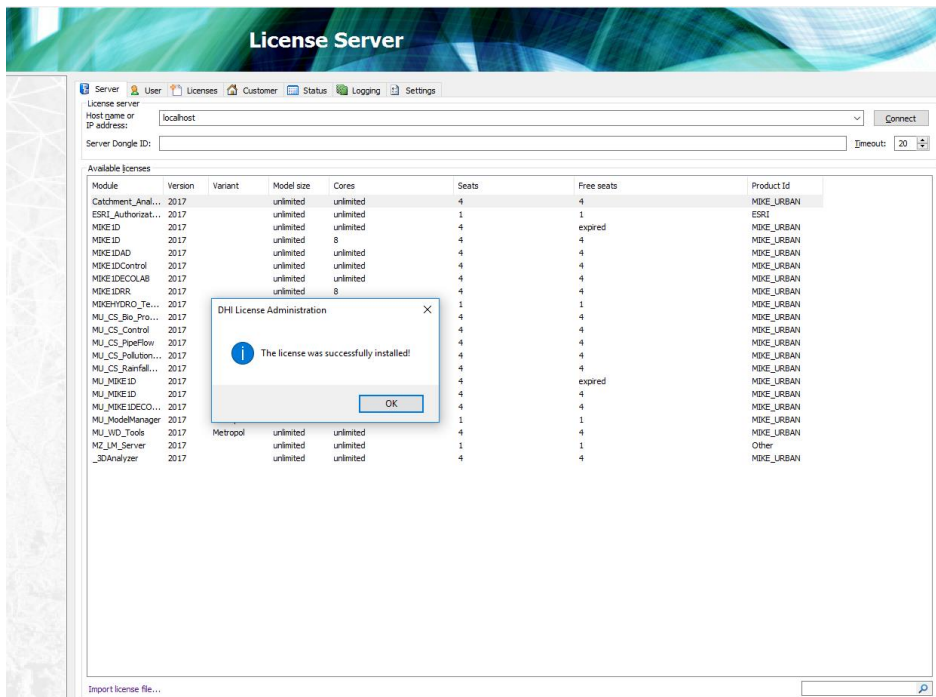 License Server
Server User Licenses Customer Status Logging Settings
License server
Host name or IP address: localhost Connect
Server Dongle ID: Timeout: 20
Available licenses
Module Version Variant Model size Cores Seats Free seats Product Id
Catchment_Anal... 2017 unlimited unlimited 4 4 MIKE_URBAN
ESRI_Authorizat... 2017 unlimited unlimited 1 1 ESRI
MIKE1D 2017 unlimited unlimited 4 expired MIKE_URBAN
MIKE1D 2017 unlimited 8 4 4 MIKE_URBAN
MIKE1DAD 2017 unlimited unlimited 4 4 MIKE_URBAN
MIKE1DControl 2017 unlimited unlimited 4 4 MIKE_URBAN
MIKE1DECOLAB 2017 unlimited unlimited 4 4 MIKE_URBAN
MIKE1DRR 2017 unlimited 8 4 4 MIKE_URBAN
MIKEHYDRO_Te... 2017 1 1 MIKE_URBAN
MU_CS_Bio_Pro... 2017 4 4 MIKE_URBAN
MU_CS_Control 2017 4 4 MIKE_URBAN
MU_CS_PipeFlow 2017 4 4 MIKE_URBAN
MU_CS_Pollution... 2017 4 4 MIKE_URBAN
MU_CS_Rainfall... 2017 4 4 MIKE_URBAN
MU_MIKE1D 2017 4 expired MIKE_URBAN
MU_MIKE1D 2017 4 4 MIKE_URBAN
MU_MIKE1DECO... 2017 4 4 MIKE_URBAN
MU_ModelManager 2017 1 1 MIKE_URBAN
MU_WD_Tools 2017 Metropol unlimited unlimited 4 4 MIKE_URBAN
MZ_LM_Server 2017 unlimited unlimited 1 1 Other
_3DAnalyzer 2017 unlimited unlimited 4 4 MIKE_URBAN
DHI License Administration
The license was successfully installed!
OK
Import license file...